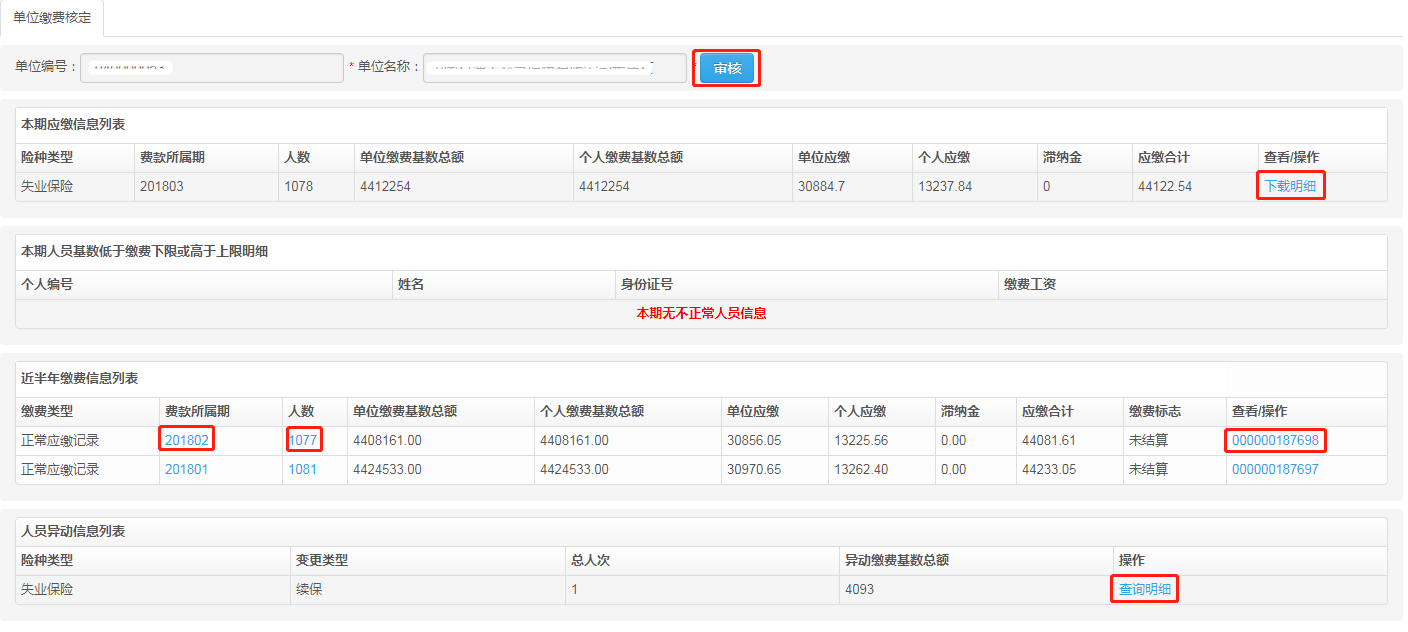 单位缴费核定
单位编号： * 单位名称： * 审核
本期应缴信息列表
险种类型 费款所属期 人数 单位缴费基数总额 个人缴费基数总额 单位应缴 个人应缴 滞纳金 应缴合计 查看/操作
失业保险 201803 1078 4412254 4412254 30884.7 13237.84 0 44122.54 下载明细
本期人员基数低于缴费下限或高于上限明细
个人编号 姓名 身份证号 缴费工资
本期无不正常人员信息
近半年缴费信息列表
缴费类型 费款所属期 人数 单位缴费基数总额 个人缴费基数总额 单位应缴 个人应缴 滞纳金 应缴合计 缴费标志 查看/操作
正常应缴记录 201802 1077 4408161.00 4408161.00 30856.05 13225.56 0.00 44081.61 未结算 000000187698
正常应缴记录 201801 1081 4424533.00 4424533.00 30970.65 13262.40 0.00 44233.05 未结算 000000187697
人员异动信息列表
险种类型 变更类型 总人次 异动缴费基数总额 操作
失业保险 续保 1 4093 查询明细